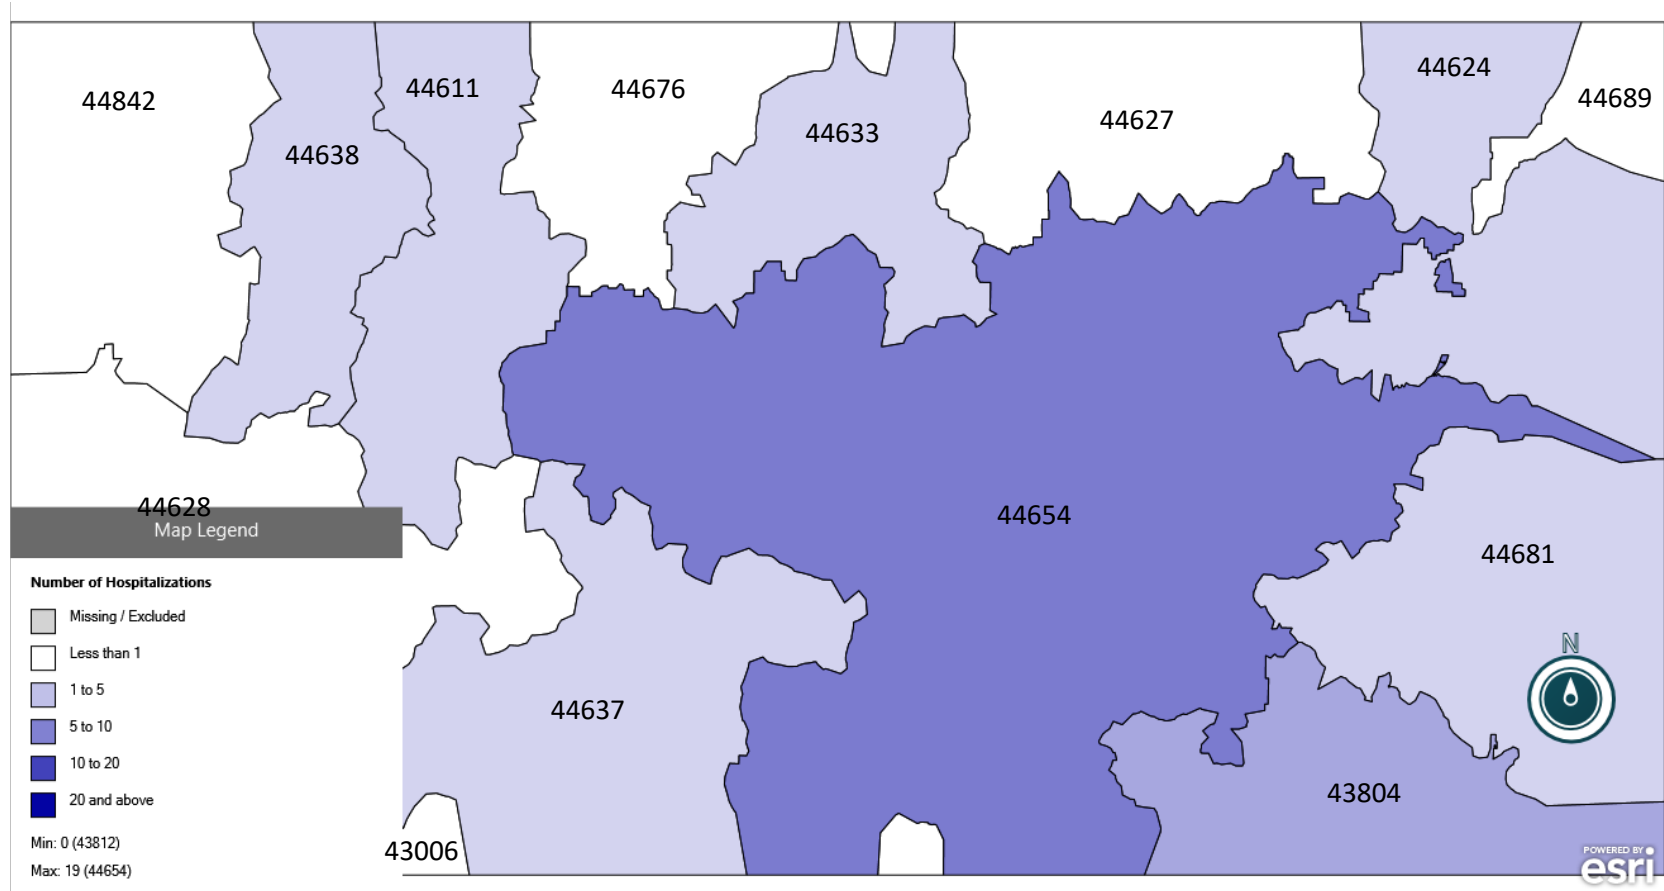 44842
44638
44611
44676
44633
44627
44624
44689
44628
44654
44681
44637
43804
43006
N
Map Legend
Number of Hospitalizations
Missing / Excluded
Less than 1
1 to 5
5 to 10
10 to 20
20 and above
Min: 0 (43812)
Max: 19 (44654)
POWERED BY
esri